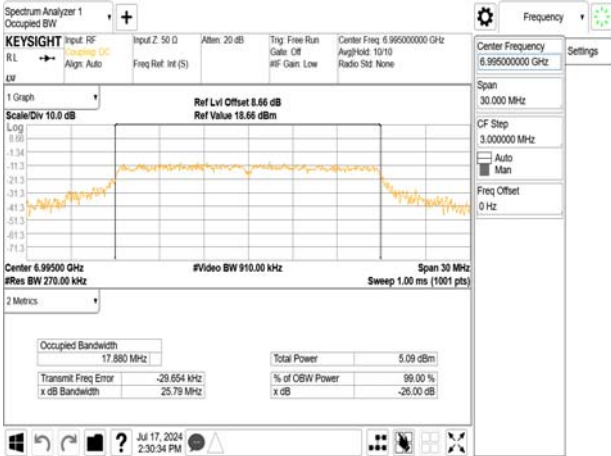 Spectrum Analyzer 1
Occupied BW
KEYSIGHT
RL
Input: RF
Coupling: DC
Align: Auto
Input Z: 50 Ω
Freq Ref: Int (S)
Atten: 20 dB
Trig: Free Run
Gate: Off
#IF Gain: Low
Center Freq: 6.995000000 GHz
Avg|Hold: 10/10
Radio Std: None
1 Graph
Scale/Div 10.0 dB
Ref Lvl Offset 8.66 dB
Ref Value 18.66 dBm
Log
8.66
-1.34
-11.3
-21.3
-31.3
-41.3
-51.3
-61.3
-71.3
Center 6.99500 GHz
#Res BW 270.00 kHz
#Video BW 910.00 kHz
Span 30 MHz
Sweep 1.00 ms (1001 pts)
2 Metrics
Occupied Bandwidth
17.880 MHz
Total Power 5.09 dBm
Transmit Freq Error -29.654 kHz
% of OBW Power 99.00 %
x dB Bandwidth 25.79 MHz
x dB -26.00 dB
Jul 17, 2024
2:30:34 PM
Frequency
Center Frequency
6.995000000 GHz
Settings
Span
30.000 MHz
CF Step
3.000000 MHz
Auto
Man
Freq Offset
0 Hz